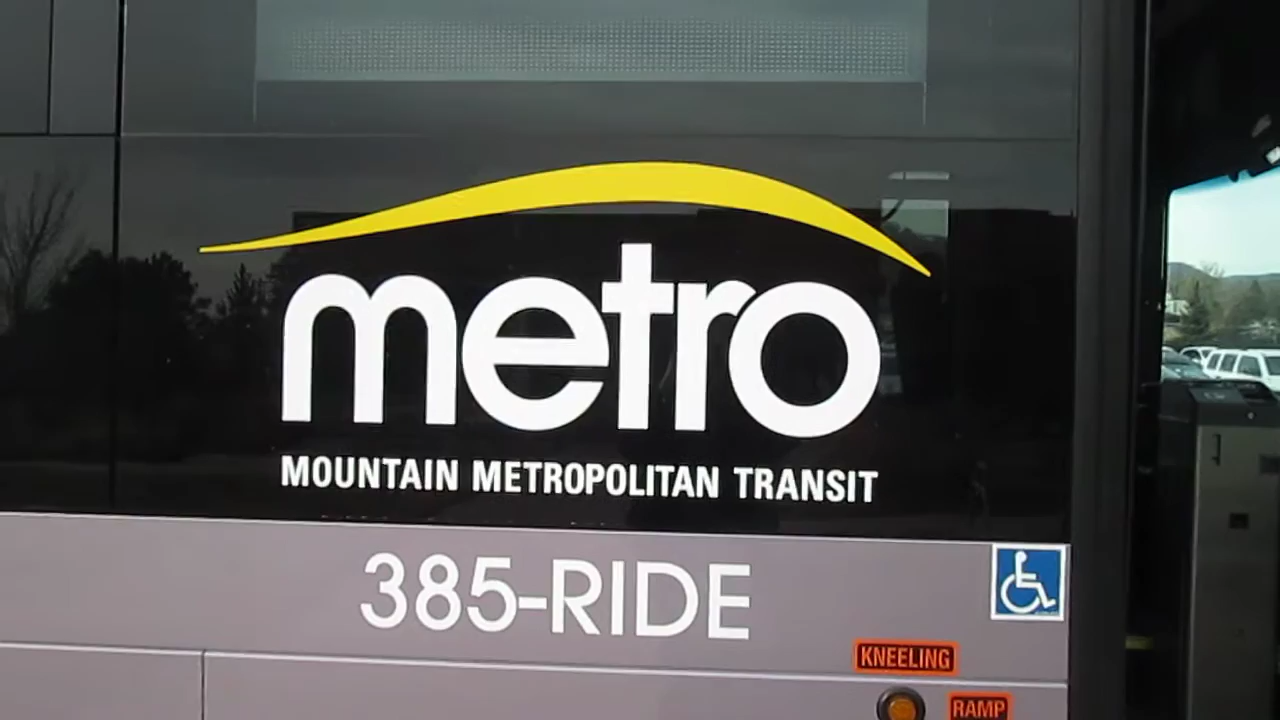 metro
MOUNTAIN METROPOLITAN TRANSIT
385-RIDE
KNEELING
RAMP